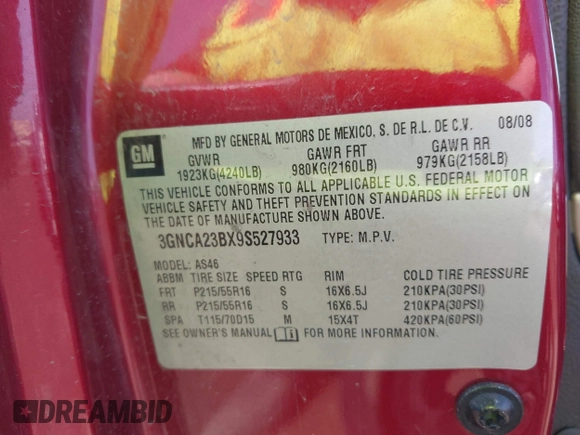 GM
MFD BY GENERAL MOTORS DE MEXICO, S. DE R.L. DE C.V. 08/08
GVWR GAWR FRT GAWR RR
1923KG(4240LB) 980KG(2160LB) 979KG(2158LB)
THIS VEHICLE CONFORMS TO ALL APPLICABLE U.S. FEDERAL MOTOR
VEHICLE SAFETY AND THEFT PREVENTION STANDARDS IN EFFECT ON
THE DATE OF MANUFACTURE SHOWN ABOVE.
3GNCA23BX9S527933 TYPE: M.P.V.
MODEL: AS46
ABBM TIRE SIZE SPEED RTG RIM COLD TIRE PRESSURE
FRT P215/55R16 S 16X6.5J 210KPA(30PSI)
RR P215/55R16 S 16X6.5J 210KPA(30PSI)
SPA T115/70D15 M 15X4T 420KPA(60PSI)
SEE OWNER'S MANUAL FOR MORE INFORMATION.
DREAMBID